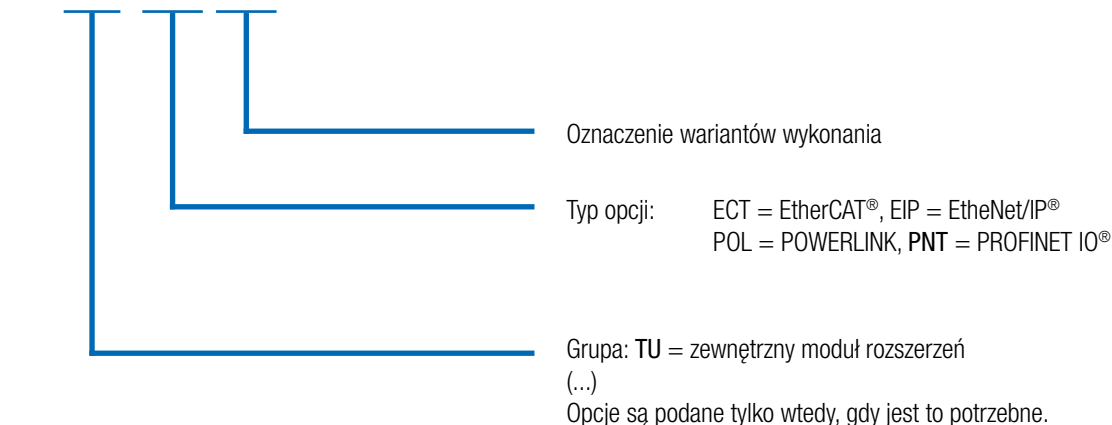 Oznaczenie wariantów wykonania
Typ opcji: ECT = EtherCAT®, EIP = EtheNet/IP®
POL = POWERLINK, PNT = PROFINET IO®
Grupa: TU = zewnętrzny moduł rozszerzeń
(...)
Opcje są podane tylko wtedy, gdy jest to potrzebne.